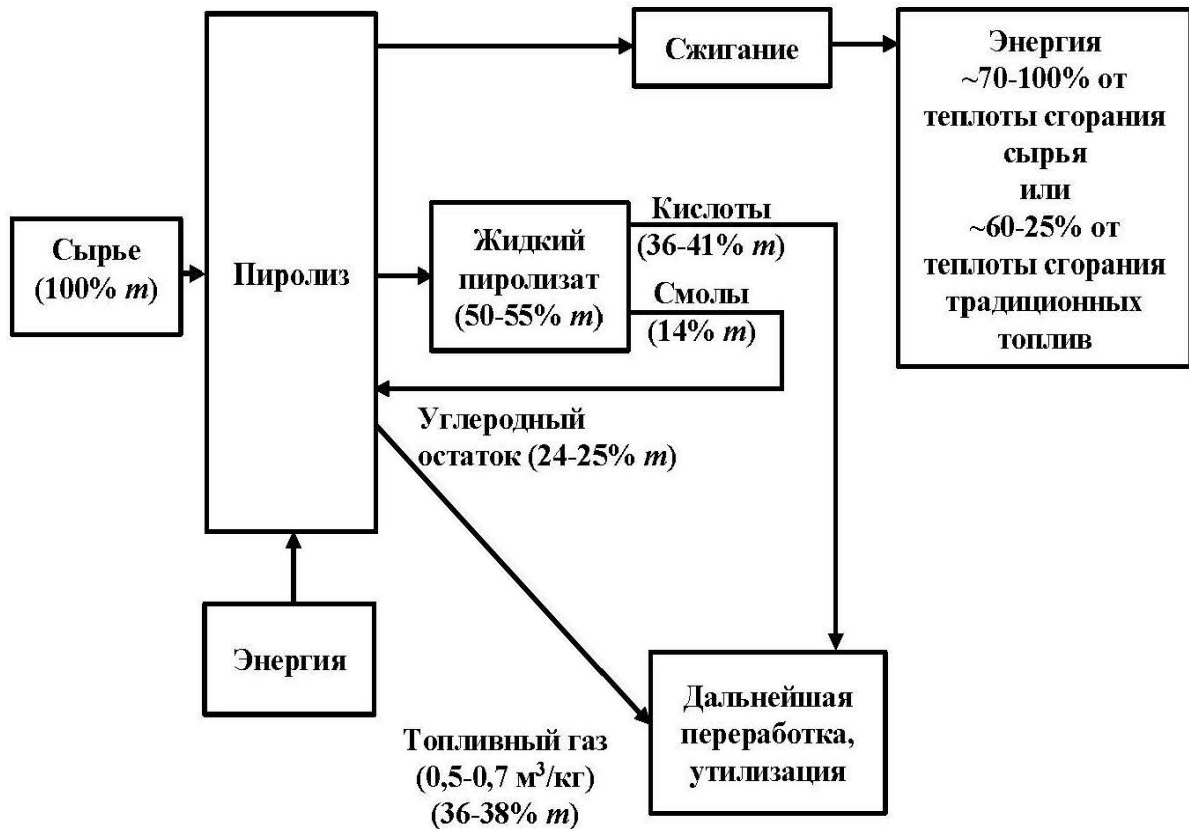 Сжигание
Энергия
~70-100% от
теплоты сгорания
сырья
или
~60-25% от
теплоты сгорания
традиционных
топлив
Сырье
(100% m)
Пиролиз
Жидкий
пиролизат
(50-55% m)
Кислоты
(36-41% m)
Смолы
(14% m)
Углеродный
остаток (24-25% m)
Энергия
Топливный газ
(0,5-0,7 м³/кг)
(36-38% m)
Дальнейшая
переработка,
утилизация